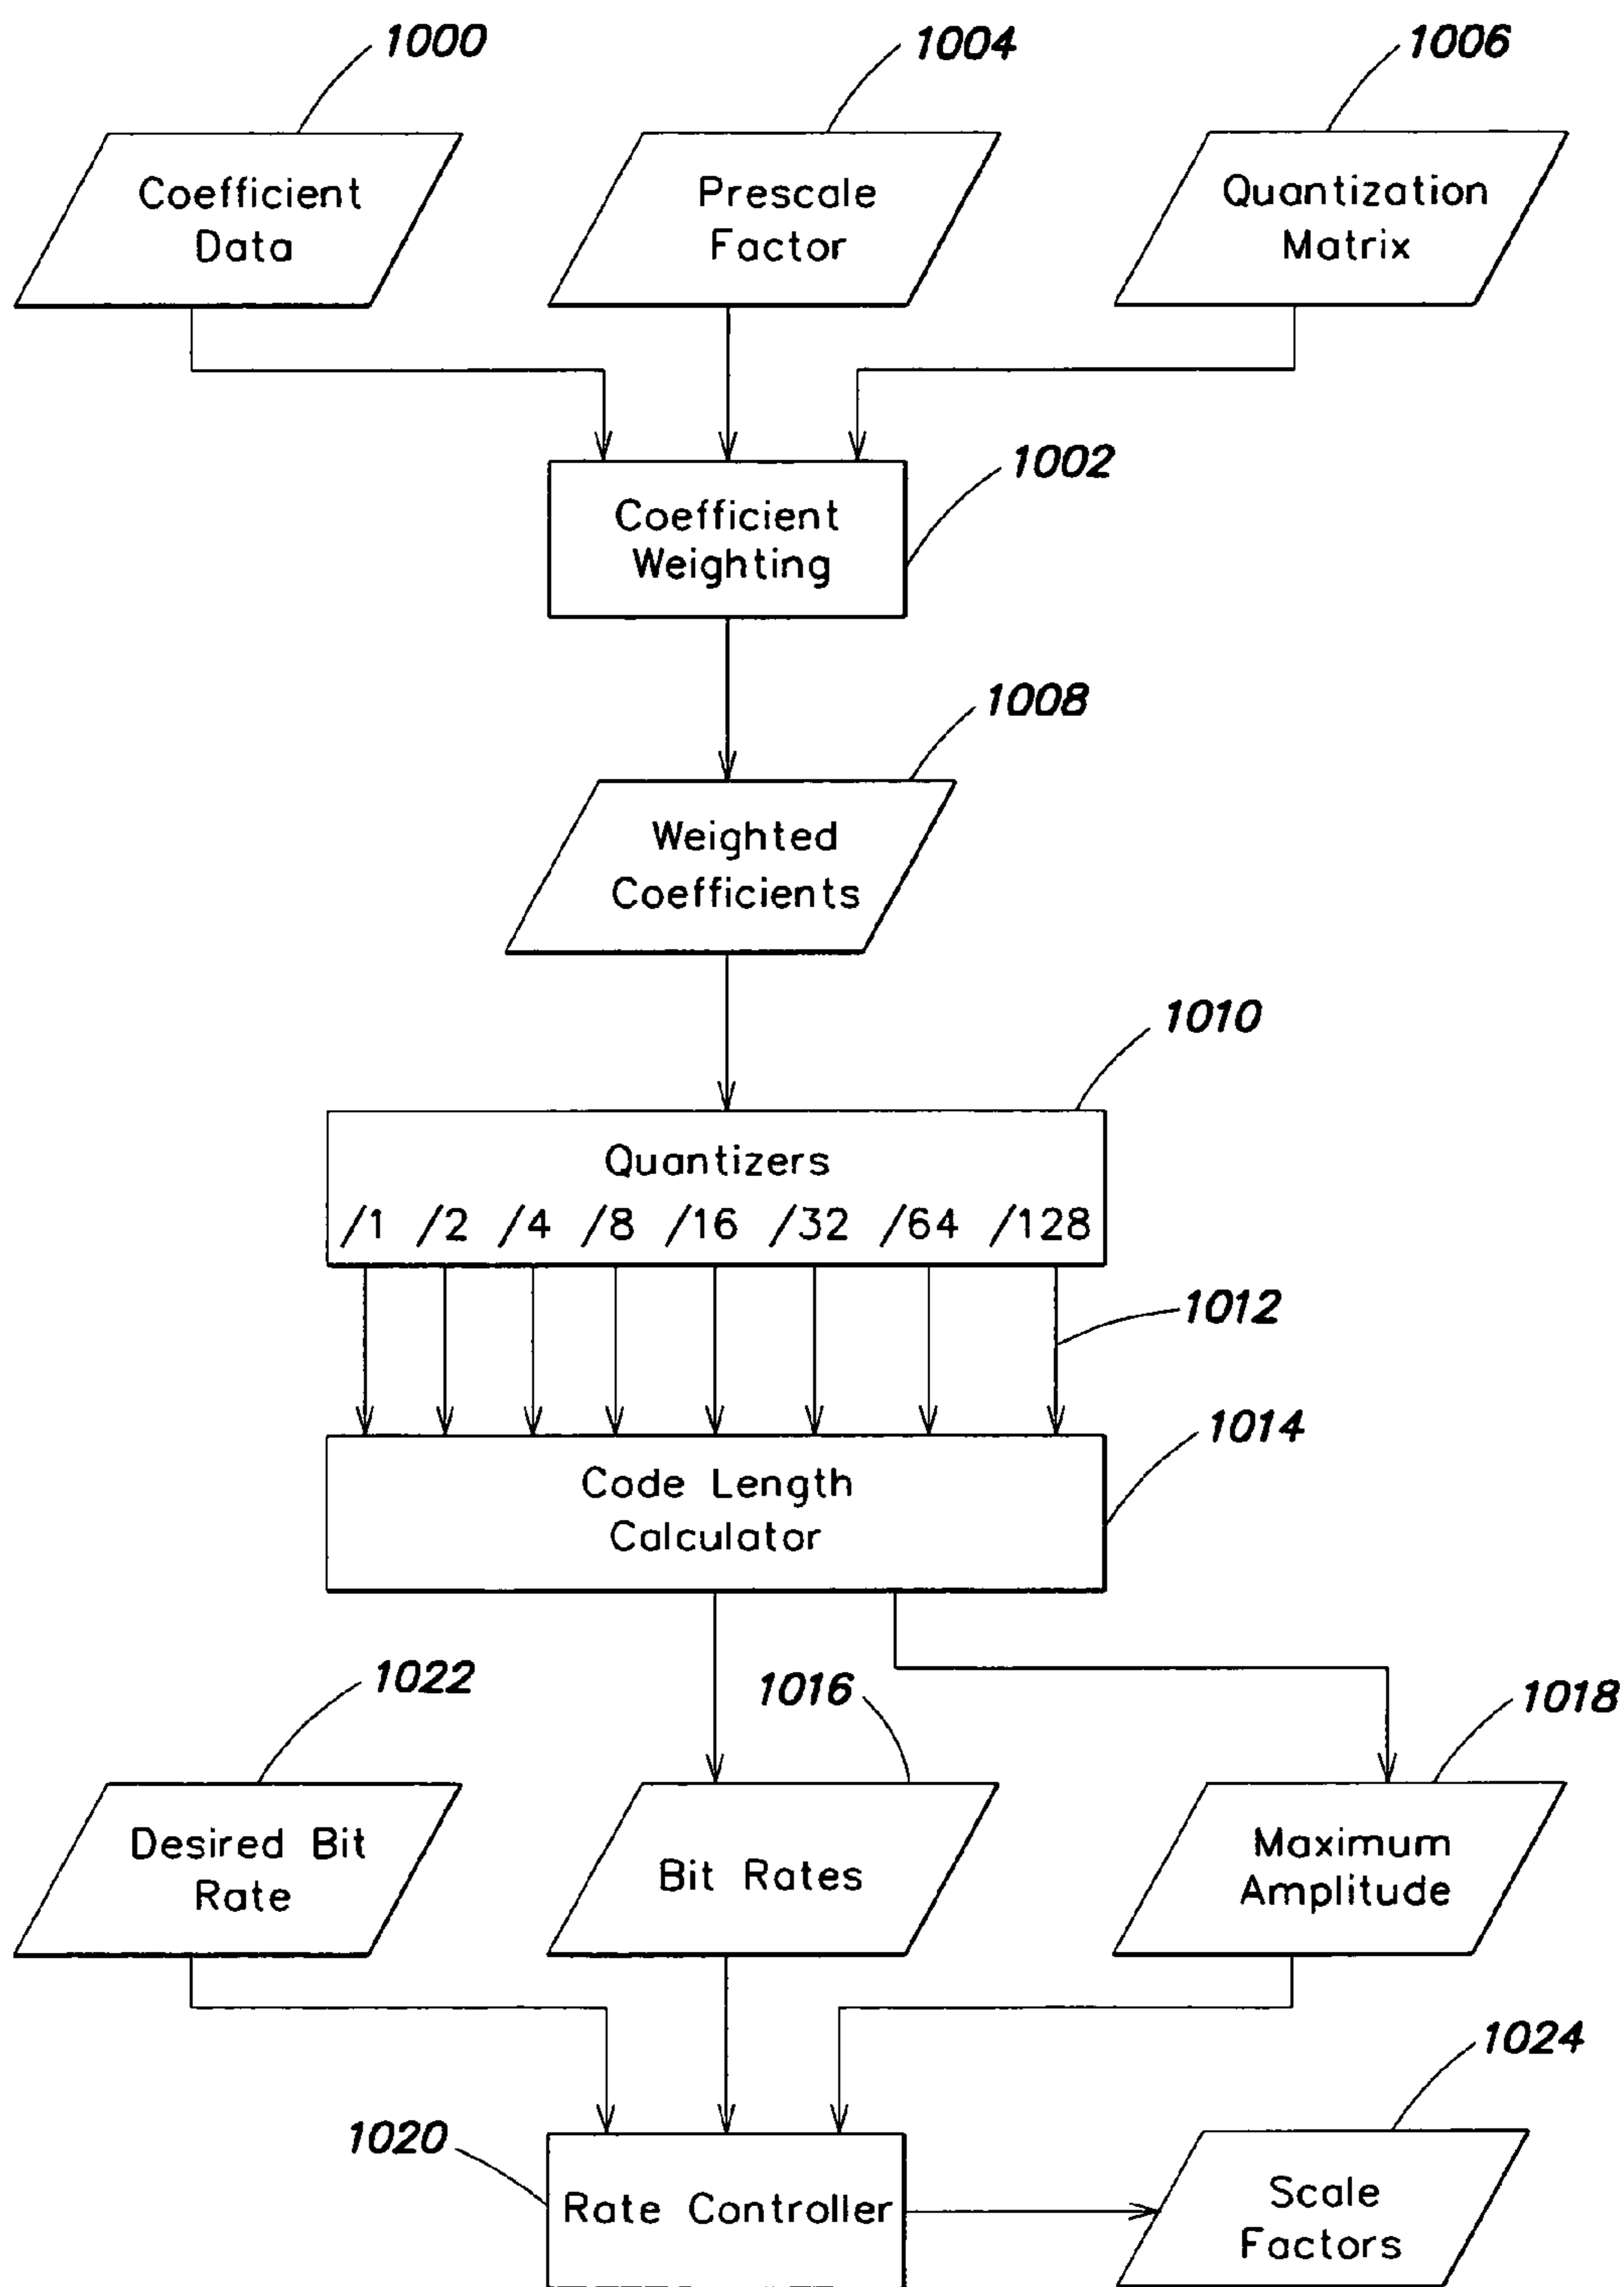 1000
1004
1006
Coefficient
Data
Prescale
Factor
Quantization
Matrix
1002
Coefficient
Weighting
1008
Weighted
Coefficients
1010
Quantizers
/1 /2 /4 /8 /16 /32 /64 /128
1012
1014
Code Length
Calculator
1022
1016
1018
Desired Bit
Rate
Bit Rates
Maximum
Amplitude
1024
1020
Rate Controller
Scale
Factors